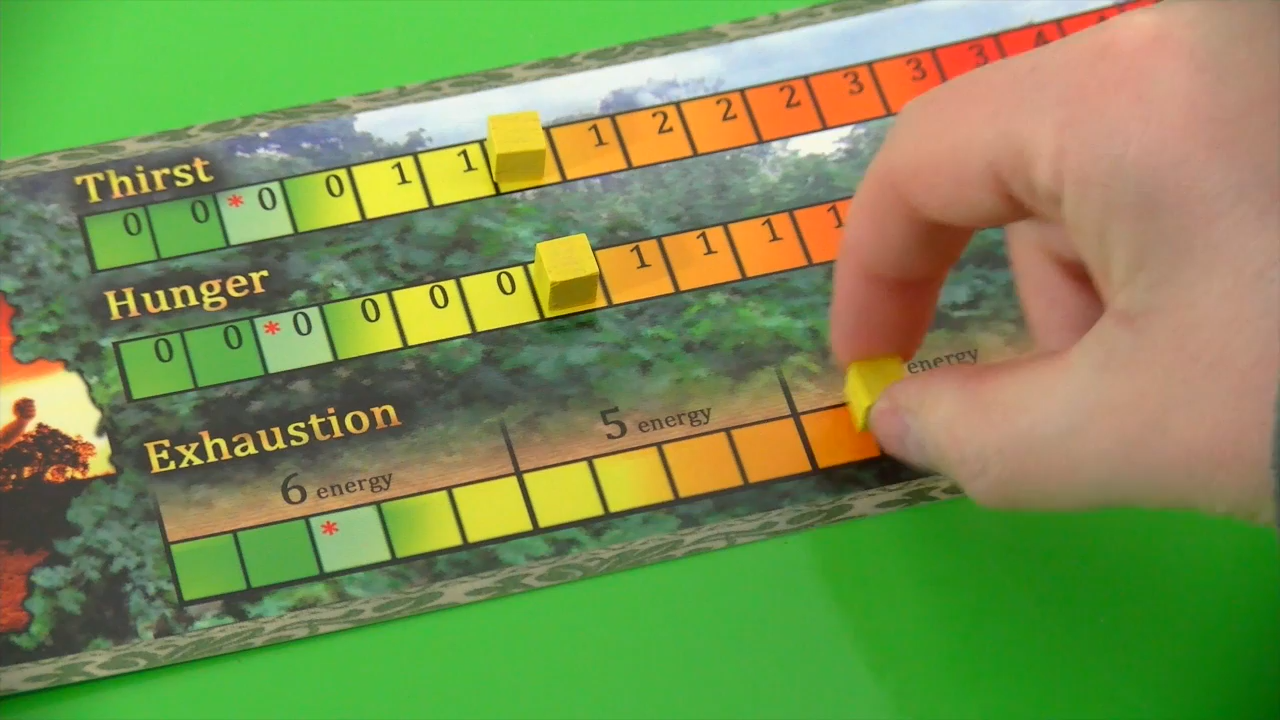 Thirst
0 0 * 0 0 1 1 1 2 2 2 3 3 3 4
Hunger
0 0 * 0 0 0 0 1 1 1 1
Exhaustion
6 energy 5 energy energy
*